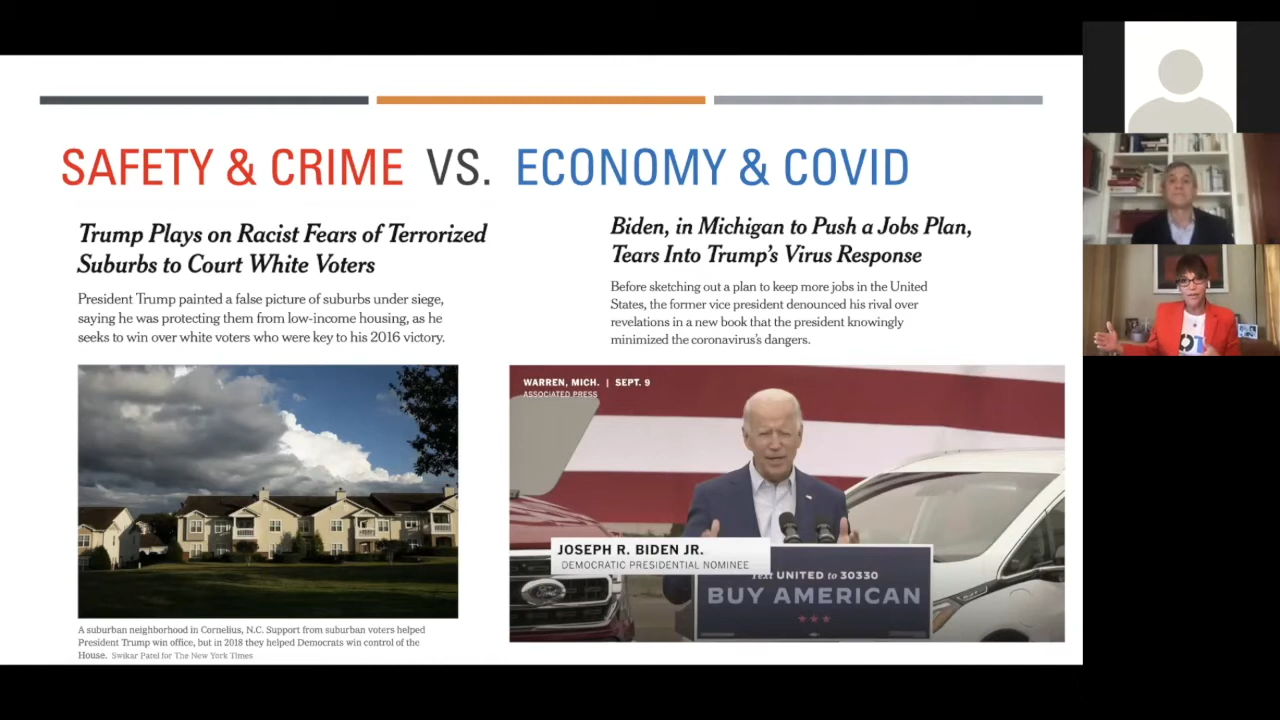 SAFETY & CRIME VS. ECONOMY & COVID
Trump Plays on Racist Fears of Terrorized
Suburbs to Court White Voters
President Trump painted a false picture of suburbs under siege,
saying he was protecting them from low-income housing, as he
seeks to win over white voters who were key to his 2016 victory.
A suburban neighborhood in Cornelius, N.C. Support from suburban voters helped
President Trump win office, but in 2018 they helped Democrats win control of the
House. Swikar Patel for The New York Times
Biden, in Michigan to Push a Jobs Plan,
Tears Into Trump's Virus Response
Before sketching out a plan to keep more jobs in the United
States, the former vice president denounced his rival over
revelations in a new book that the president knowingly
minimized the coronavirus's dangers.
WARREN, MICH. | SEPT. 9
ASSOCIATED PRESS
JOSEPH R. BIDEN JR.
DEMOCRATIC PRESIDENTIAL NOMINEE
Text UNITED to 30330
BUY AMERICAN